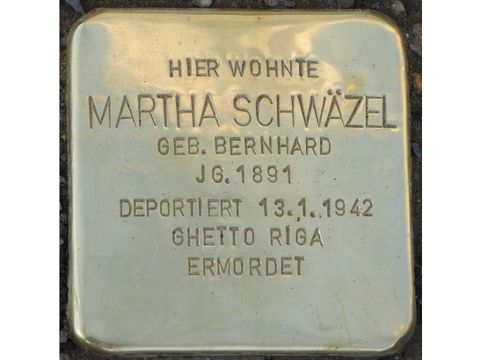 HIER WOHNTE
MARTHA SCHWÄZEL
GEB. BERNHARD
JG. 1891
DEPORTIERT 13.1.1942
GHETTO RIGA
ERMORDET